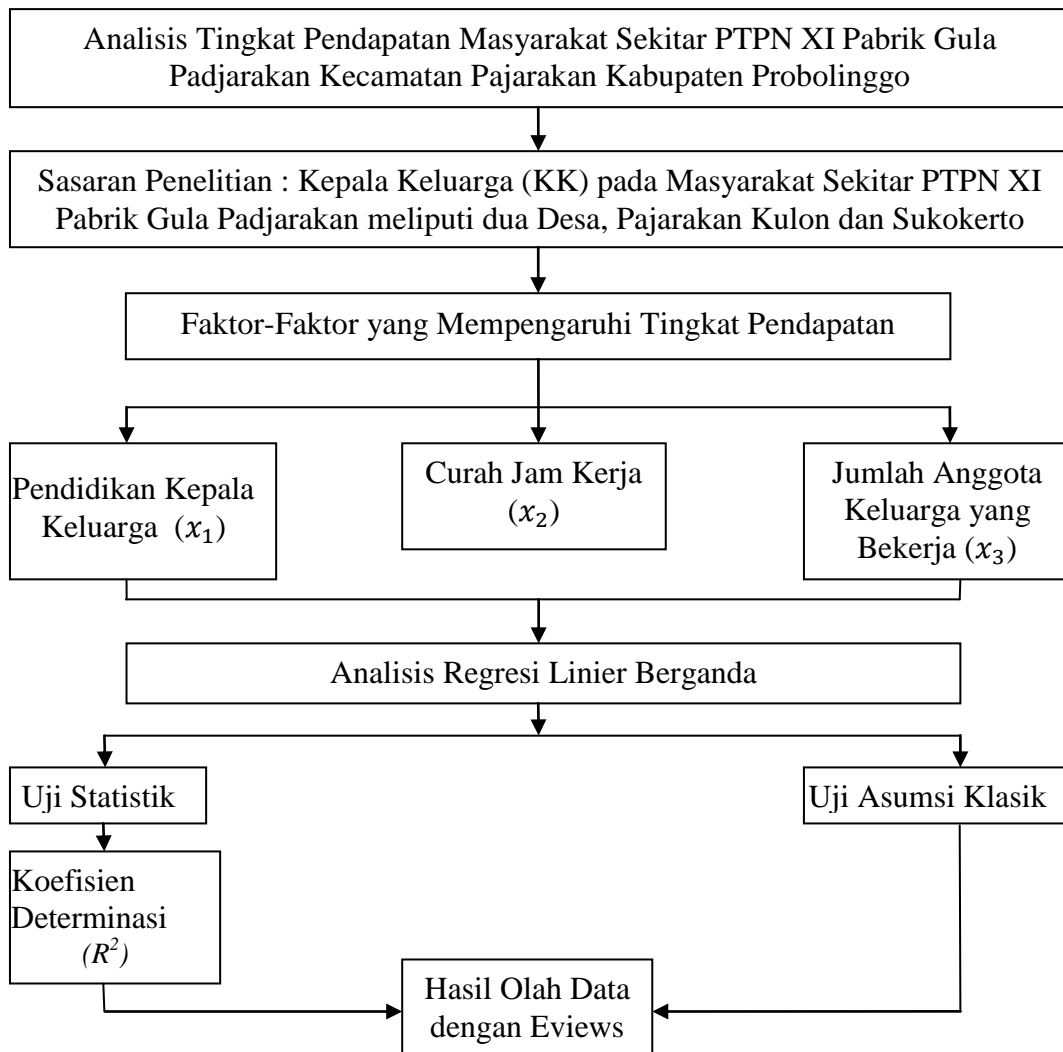 Analisis Tingkat Pendapatan Masyarakat Sekitar PTPN XI Pabrik Gula
Padjarakan Kecamatan Pajarakan Kabupaten Probolinggo
Sasaran Penelitian : Kepala Keluarga (KK) pada Masyarakat Sekitar PTPN XI
Pabrik Gula Padjarakan meliputi dua Desa, Pajarakan Kulon dan Sukokerto
Faktor-Faktor yang Mempengaruhi Tingkat Pendapatan
Pendidikan Kepala
Keluarga (x₁)
Curah Jam Kerja
(x₂)
Jumlah Anggota
Keluarga yang
Bekerja (x₃)
Analisis Regresi Linier Berganda
Uji Statistik
Uji Asumsi Klasik
Koefisien
Determinasi
(R²)
Hasil Olah Data
dengan Eviews